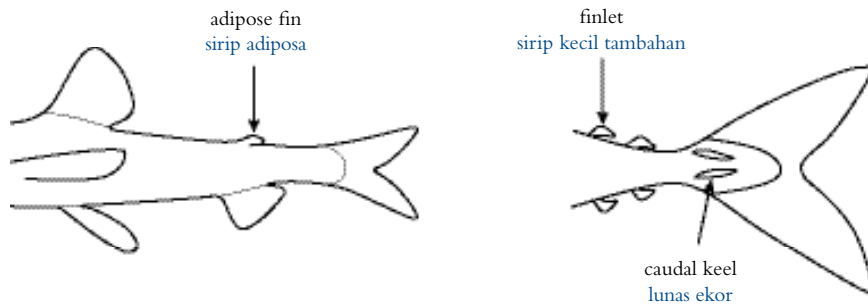 adipose fin
sirip adiposa
finlet
sirip kecil tambahan
caudal keel
lunas ekor